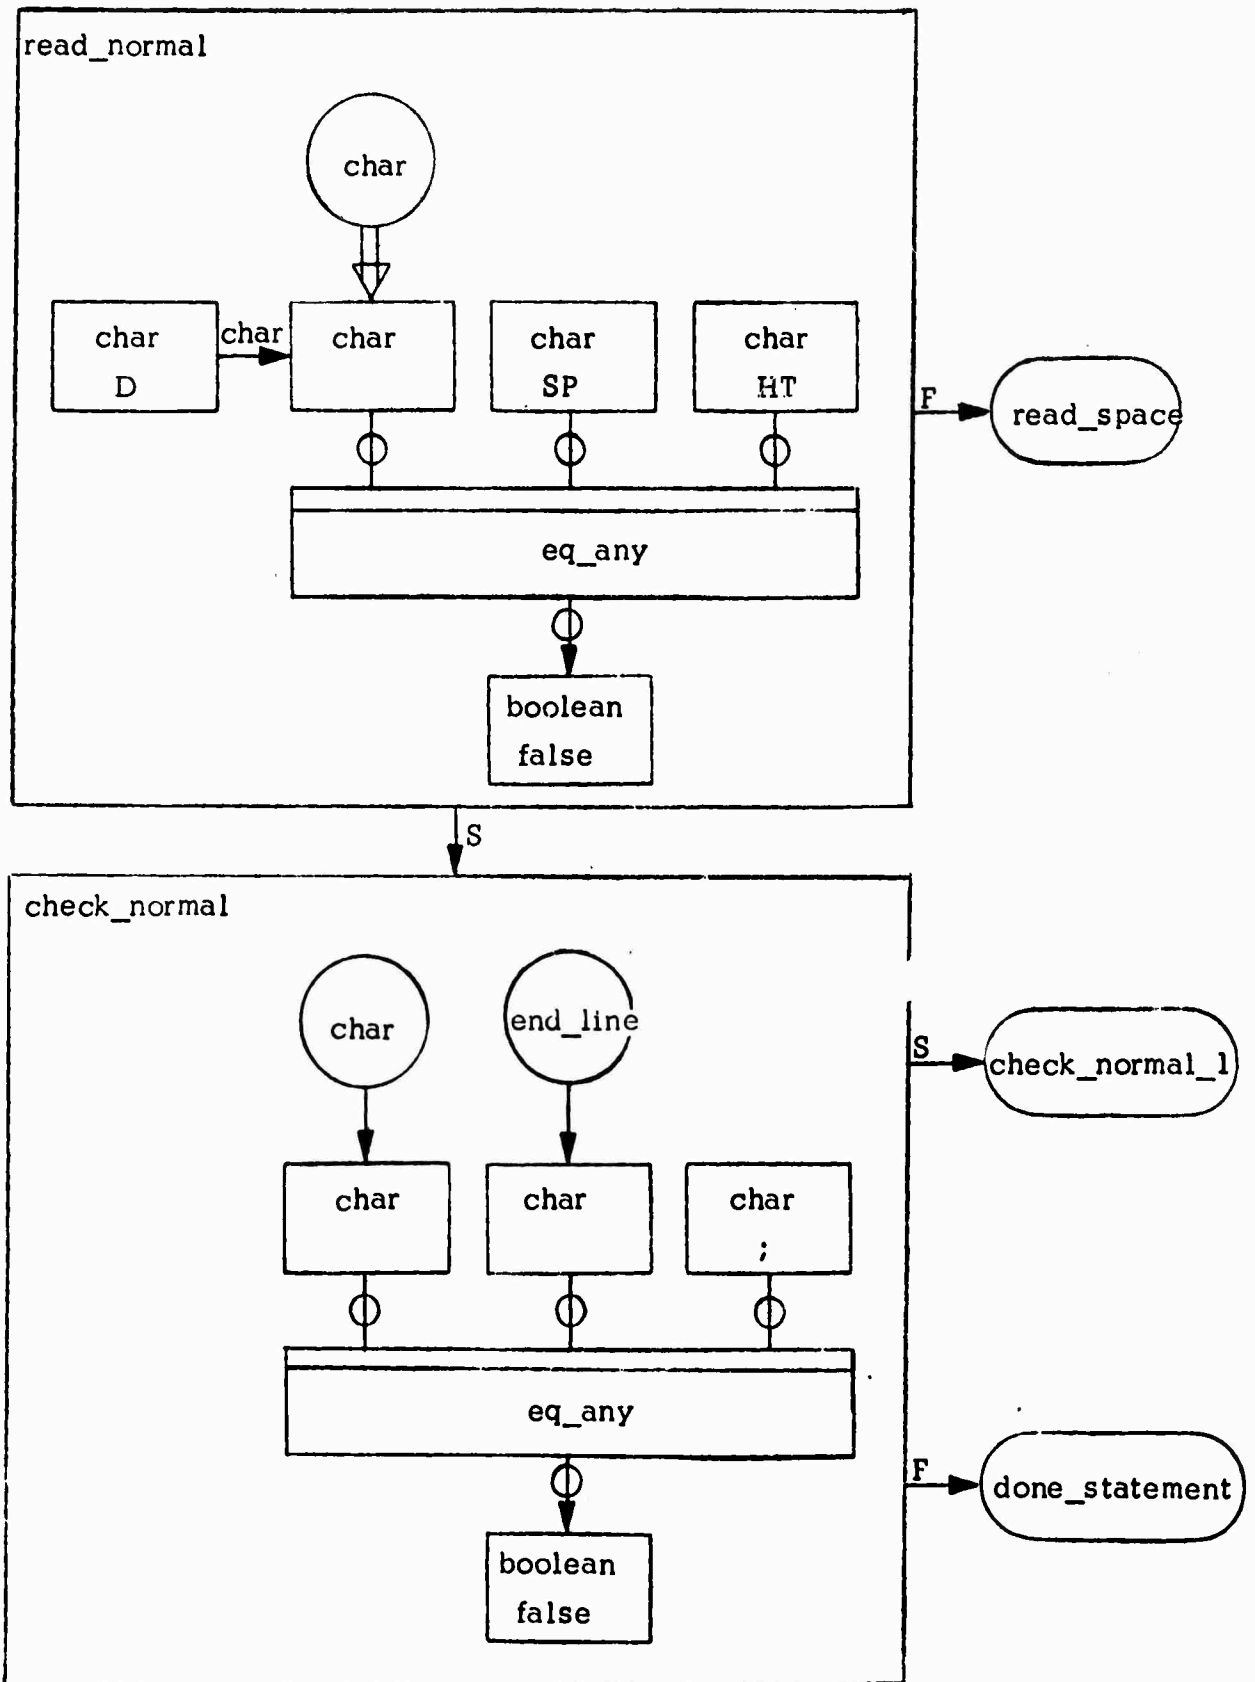 read_normal
char
char
D
char
char
char
SP
char
HT
F
read_space
eq_any
boolean
false
S
check_normal
char
end_line
S
check_normal_1
char
char
char
;
eq_any
F
done_statement
boolean
false